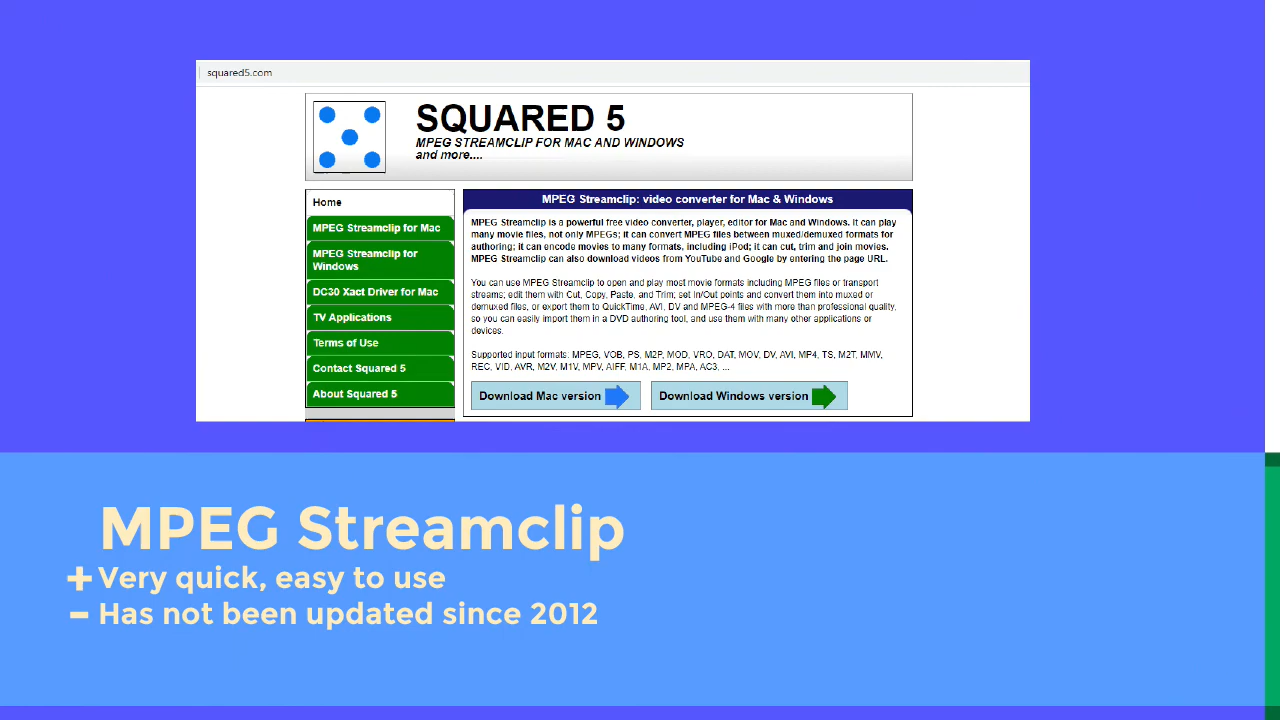 squared5.com
SQUARED 5
MPEG STREAMCLIP FOR MAC AND WINDOWS
and more....
Home
MPEG Streamclip for Mac
MPEG Streamclip for
Windows
DC30 Xact Driver for Mac
TV Applications
Terms of Use
Contact Squared 5
About Squared 5
MPEG Streamclip: video converter for Mac & Windows
MPEG Streamclip is a powerful free video converter, player, editor for Mac and Windows. It can play
many movie files, not only MPEGs; it can convert MPEG files between muxed/demuxed formats for
authoring; it can encode movies to many formats, including iPod; it can cut, trim and join movies.
MPEG Streamclip can also download videos from YouTube and Google by entering the page URL.
You can use MPEG Streamclip to open and play most movie formats including MPEG files or transport
streams; edit them with Cut, Copy, Paste, and Trim; set In/Out points and convert them into muxed or
demuxed files, or export them to QuickTime, AVI, DV and MPEG-4 files with more than professional quality,
so you can easily import them in a DVD authoring tool, and use them with many other applications or
devices.
Supported input formats: MPEG, VOB, PS, M2P, MOD, VRO, DAT, MOV, DV, AVI, MP4, TS, M2T, MMV,
REC, VID, AVR, M2V, M1V, MPV, AIFF, M1A, MP2, MPA, AC3, ...
Download Mac version
Download Windows version
MPEG Streamclip
+ Very quick, easy to use
- Has not been updated since 2012